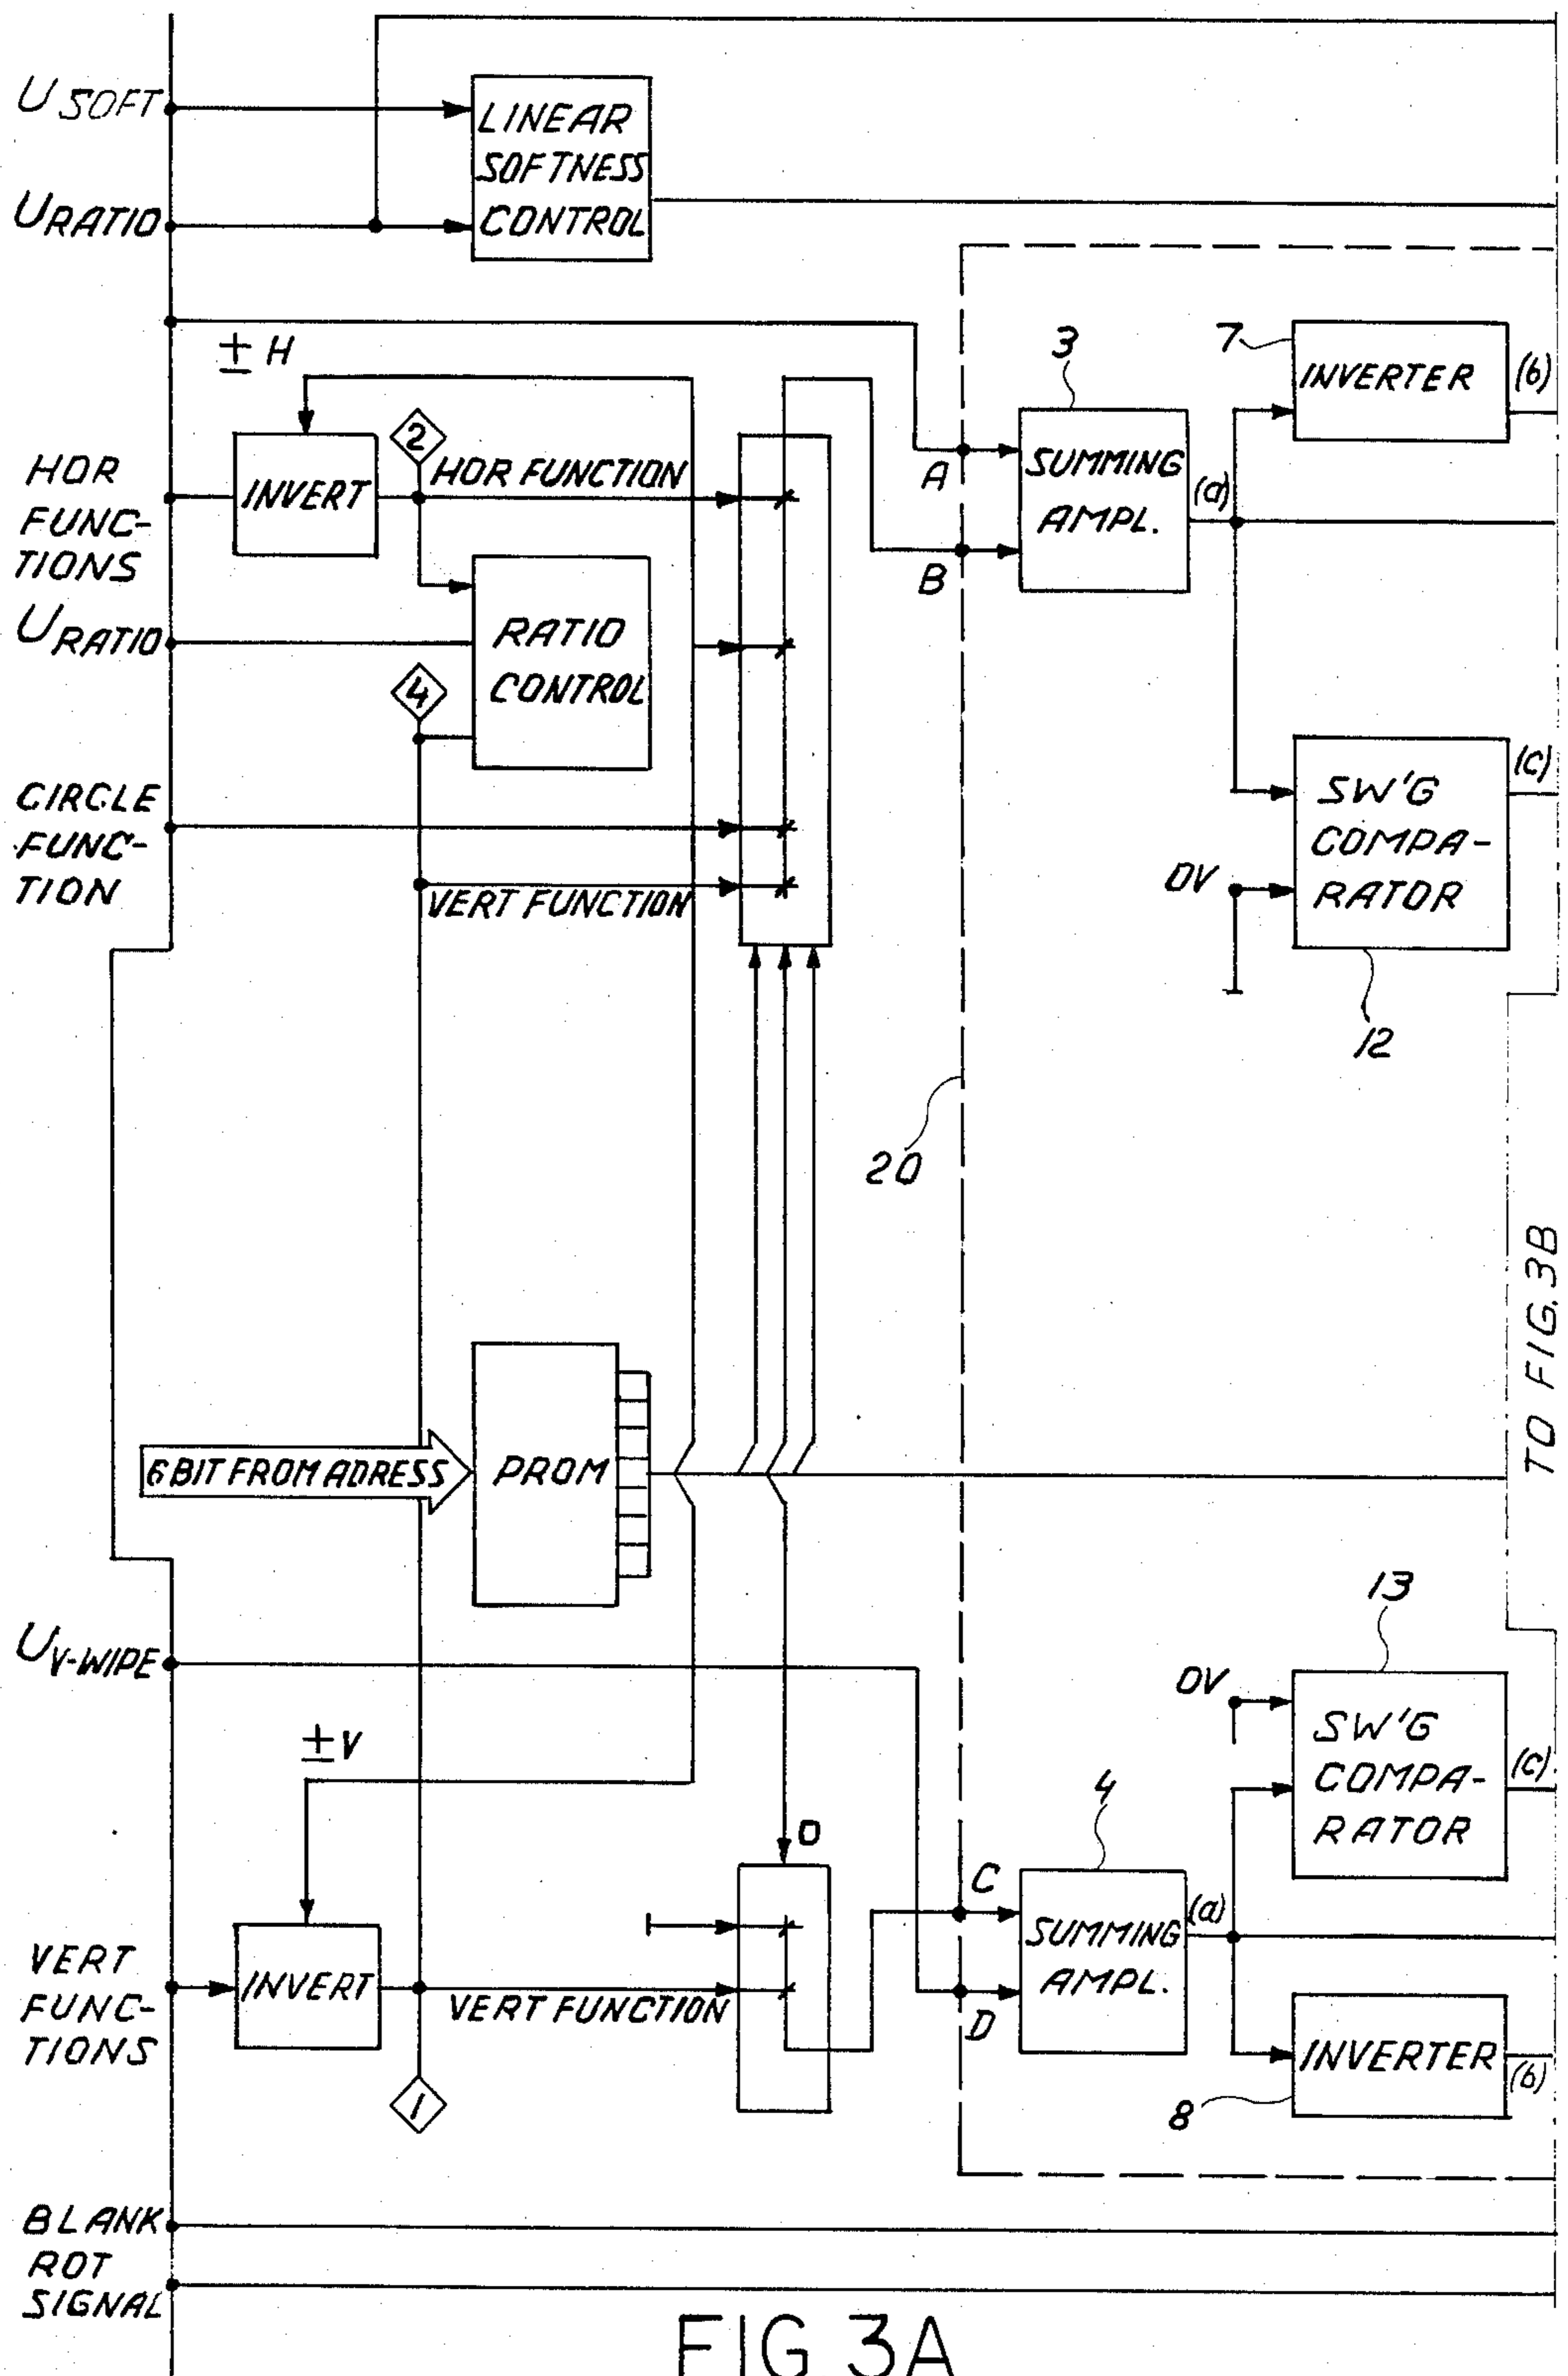 U SOFT
LINEAR
SOFTNESS
CONTROL
URATIO
± H
3
7
INVERTER
(b)
2
HOR
FUNC-
TIONS
INVERT
HOR FUNCTION
A
SUMMING
AMPL.
(a)
B
URATIO
RATIO
CONTROL
4
CIRCLE
FUNC-
TION
VERT FUNCTION
SW'G
COMPA-
RATOR
(c)
0V
12
20
TO FIG.3B
6 BIT FROM ADRESS
PROM
13
UV-WIPE
0V
SW'G
COMPA-
RATOR
(c)
±V
4
0
C
SUMMING
AMPL.
(a)
VERT
FUNC-
TIONS
INVERT
VERT FUNCTION
D
INVERTER
(b)
8
1
BLANK
ROT
SIGNAL
FIG 3A